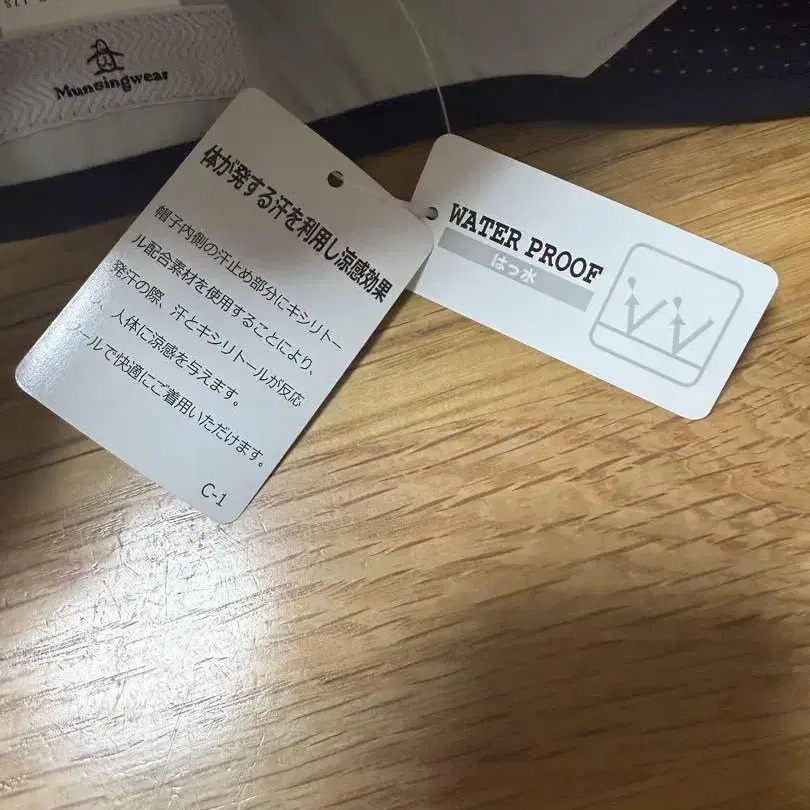 Munsingwear
体が発する汗を利用し涼感効果
帽子内側の汗止め部分にキシリトー
ル配合素材を使用することにより、
発汗の際、汗とキシリトールが反応
、人体に涼感を与えます。
クールで快適にご着用いただけます。
C-1
WATER PROOF
はっ水